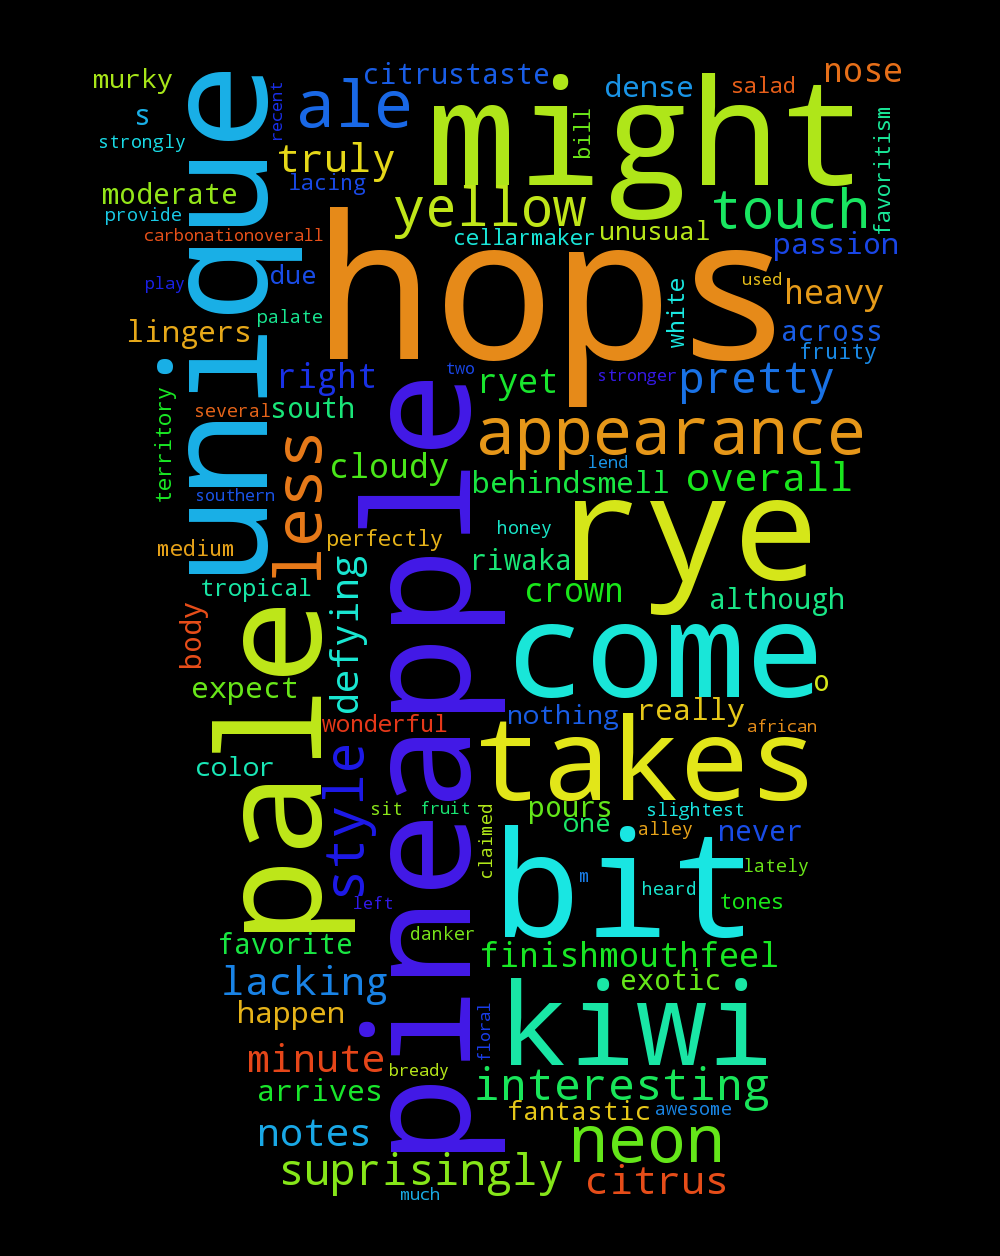 murky
citrustaste
nose
s
unique
recent
ale
might
dense
salad
bill
favoritism
strongly
truly
lacing
moderate
yellow
touch
provide
carbonationoverall
cellarmaker
unusual
passion
play
due
hops
white
used
heavy
palate
lingers
across
fruity
right
two
ryet
stronger
pretty
territory
several
south
less
pineapple
appearance
cloudy
lend
behindsmell
overall
southern
medium
perfectly
honey
rye
riwaka
tropical
defying
crown
although
body
pale
come
expect
o
wonderful
nothing
really
african
color
style
takes
sit
fruit
claimed
pours
one
slightest
alley
never
bit
m
heard
lately
left
tones
favorite
danker
finishmouthfeel
lacking
exotic
happen
floral
kiwi
minute
bready
arrives
interesting
fantastic
awesome
notes
neon
suprisingly
citrus
much